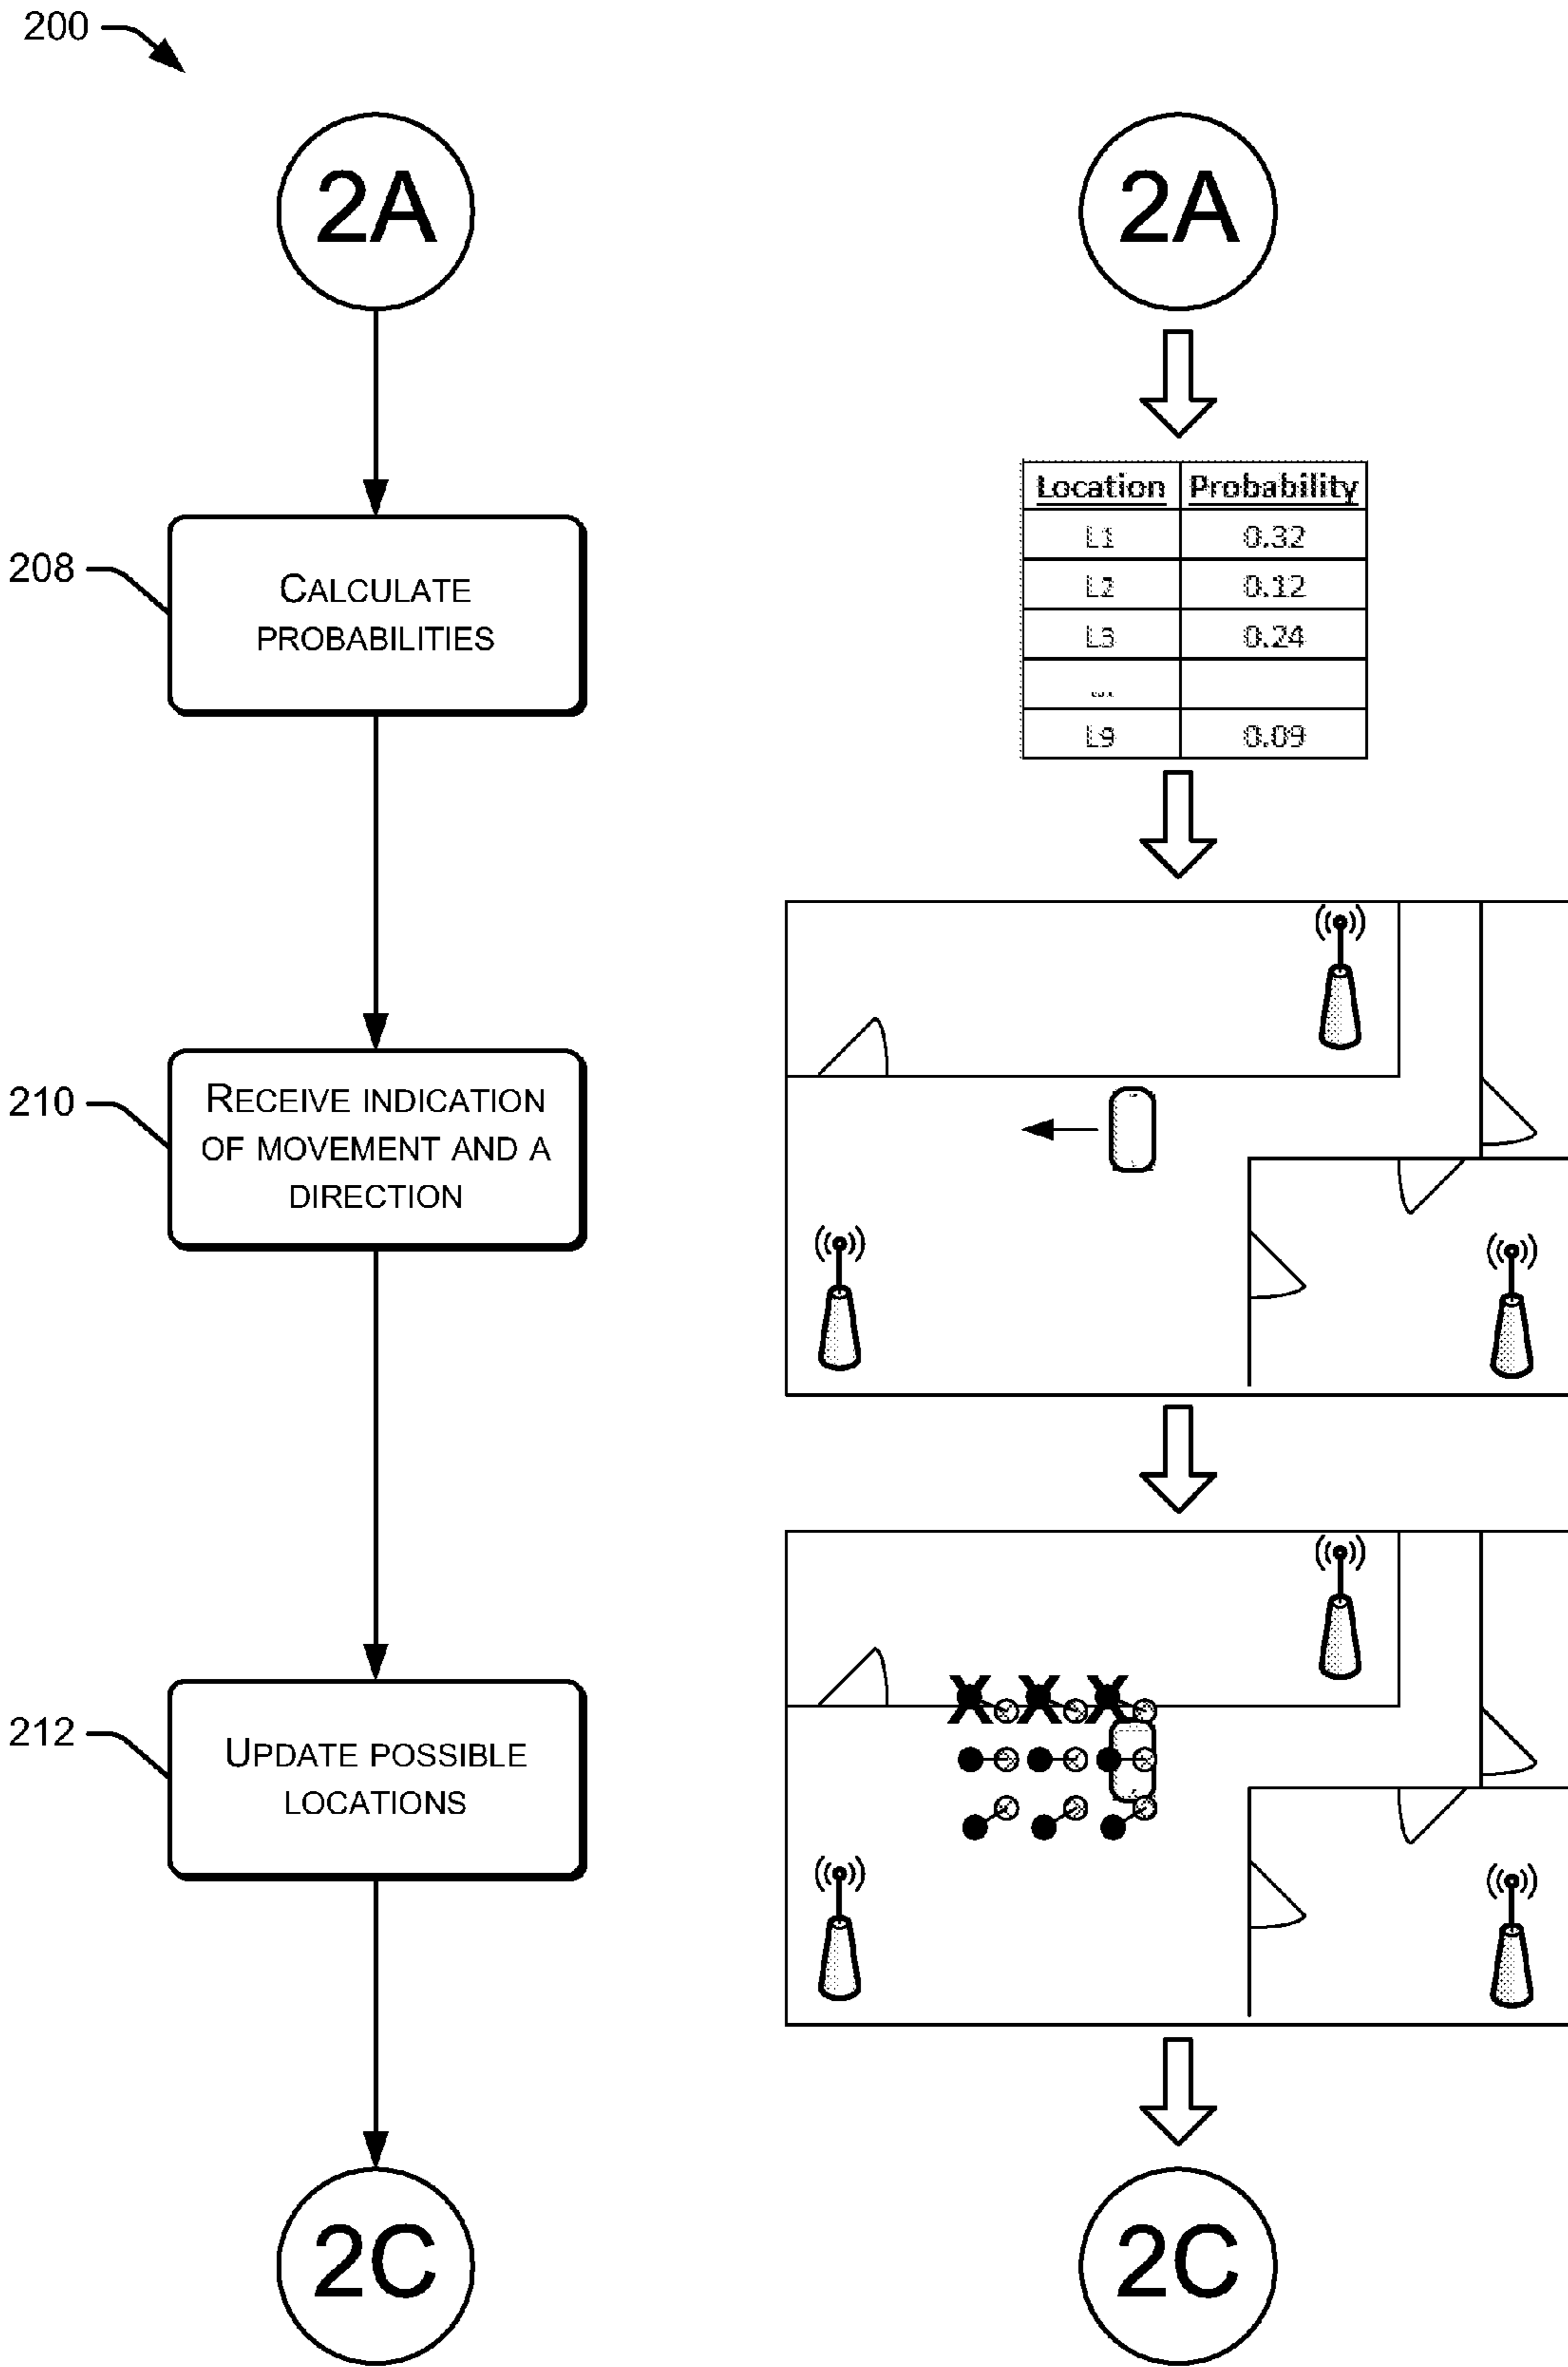 200
2A
2A
Location Probability
L1 0.32
L2 0.12
L3 0.24
...
L9 0.09
208
CALCULATE
PROBABILITIES
210
RECEIVE INDICATION
OF MOVEMENT AND A
DIRECTION
212
UPDATE POSSIBLE
LOCATIONS
2C
2C